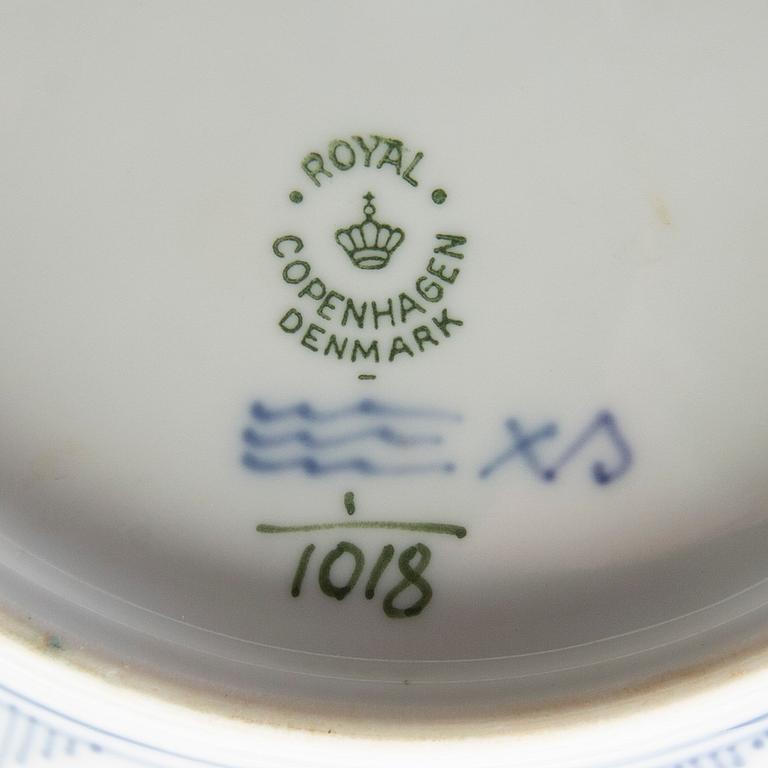 ROYAL
COPENHAGEN
DENMARK
XS
1
1018